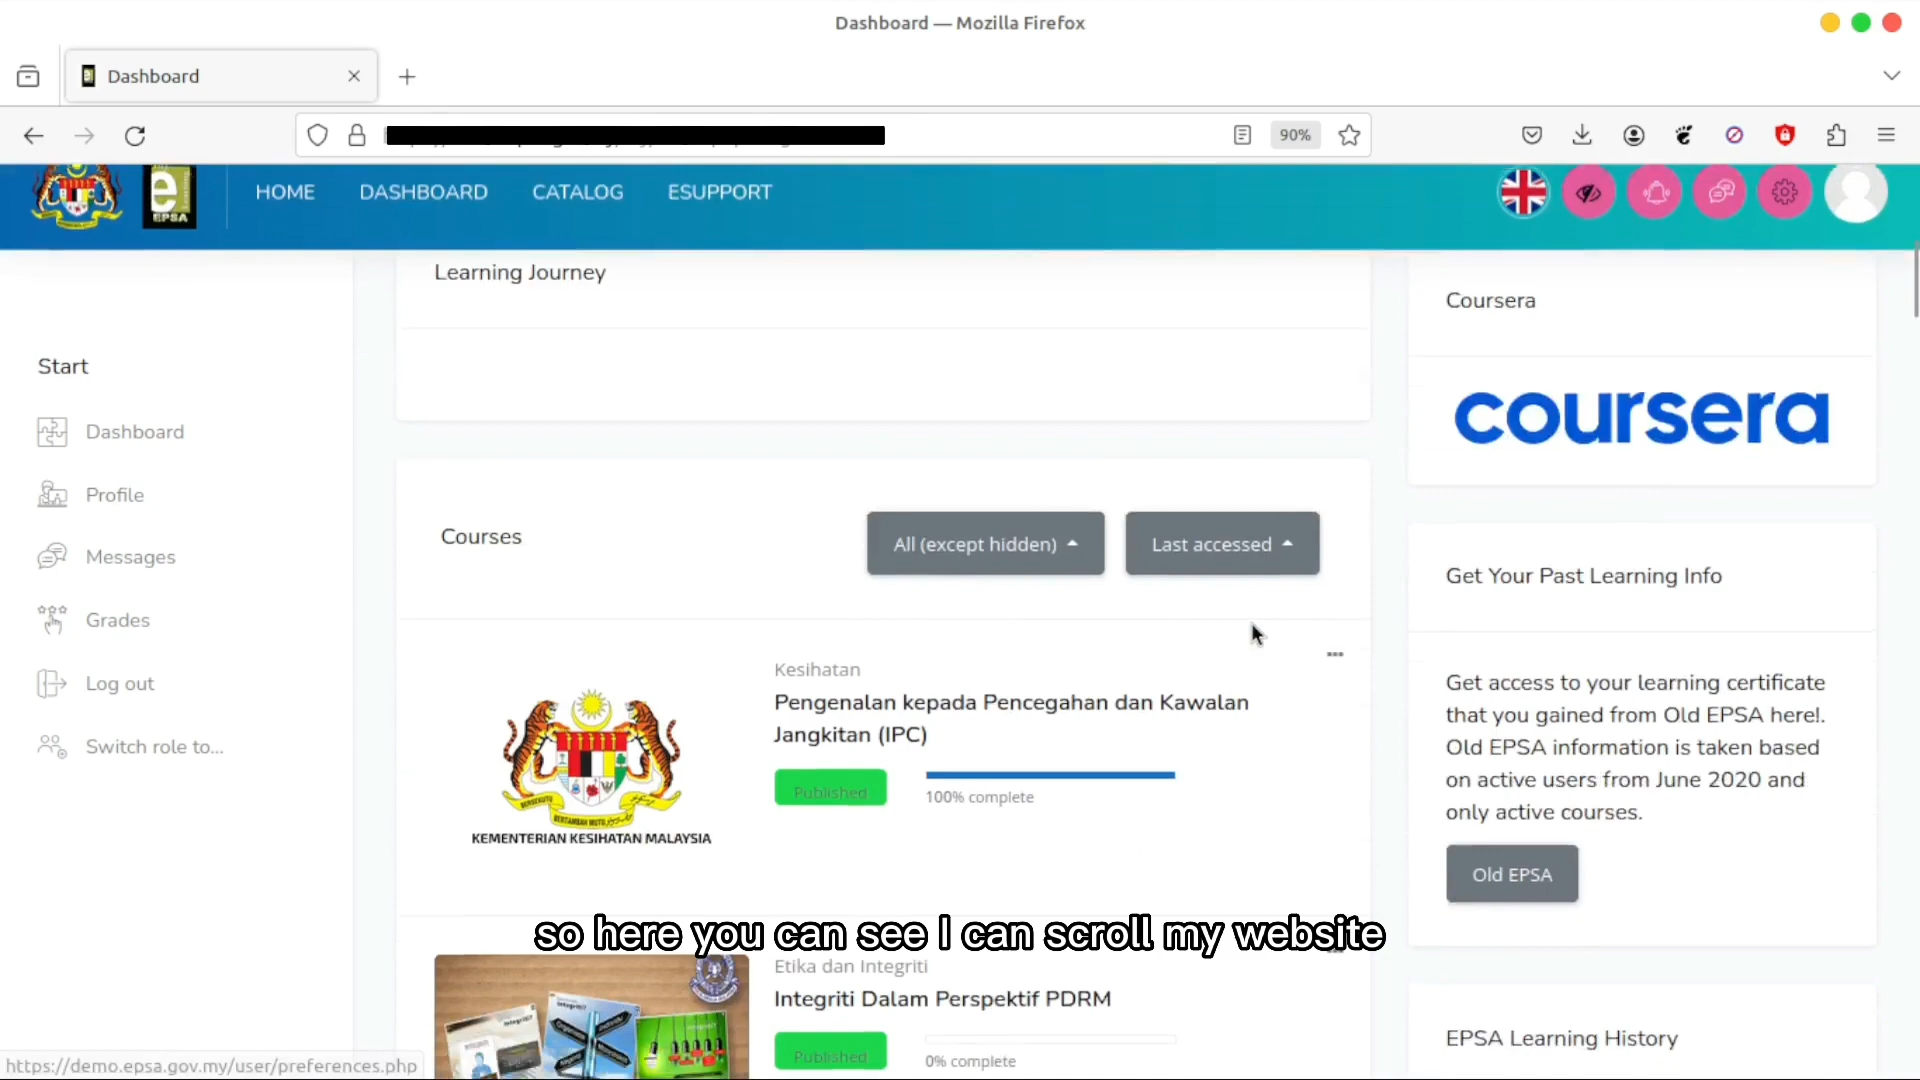 Dashboard — Mozilla Firefox
Dashboard
90%
e
EPSA
HOME
DASHBOARD
CATALOG
ESUPPORT
Learning Journey
Coursera
Start
coursera
Dashboard
Profile
Messages
Grades
Log out
Switch role to...
Courses
All (except hidden)
Last accessed
Get Your Past Learning Info
Kesihatan
Pengenalan kepada Pencegahan dan Kawalan
Jangkitan (IPC)
Published
100% complete
BERSEKUTU
BERTAMBAH MUTU
KEMENTERIAN KESIHATAN MALAYSIA
Get access to your learning certificate
that you gained from Old EPSA here!.
Old EPSA information is taken based
on active users from June 2020 and
only active courses.
Old EPSA
so here you can see I can scroll my website
Etika dan Integriti
Integriti Dalam Perspektif PDRM
Published
0% complete
EPSA Learning History
https://demo.epsa.gov.my/user/preferences.php